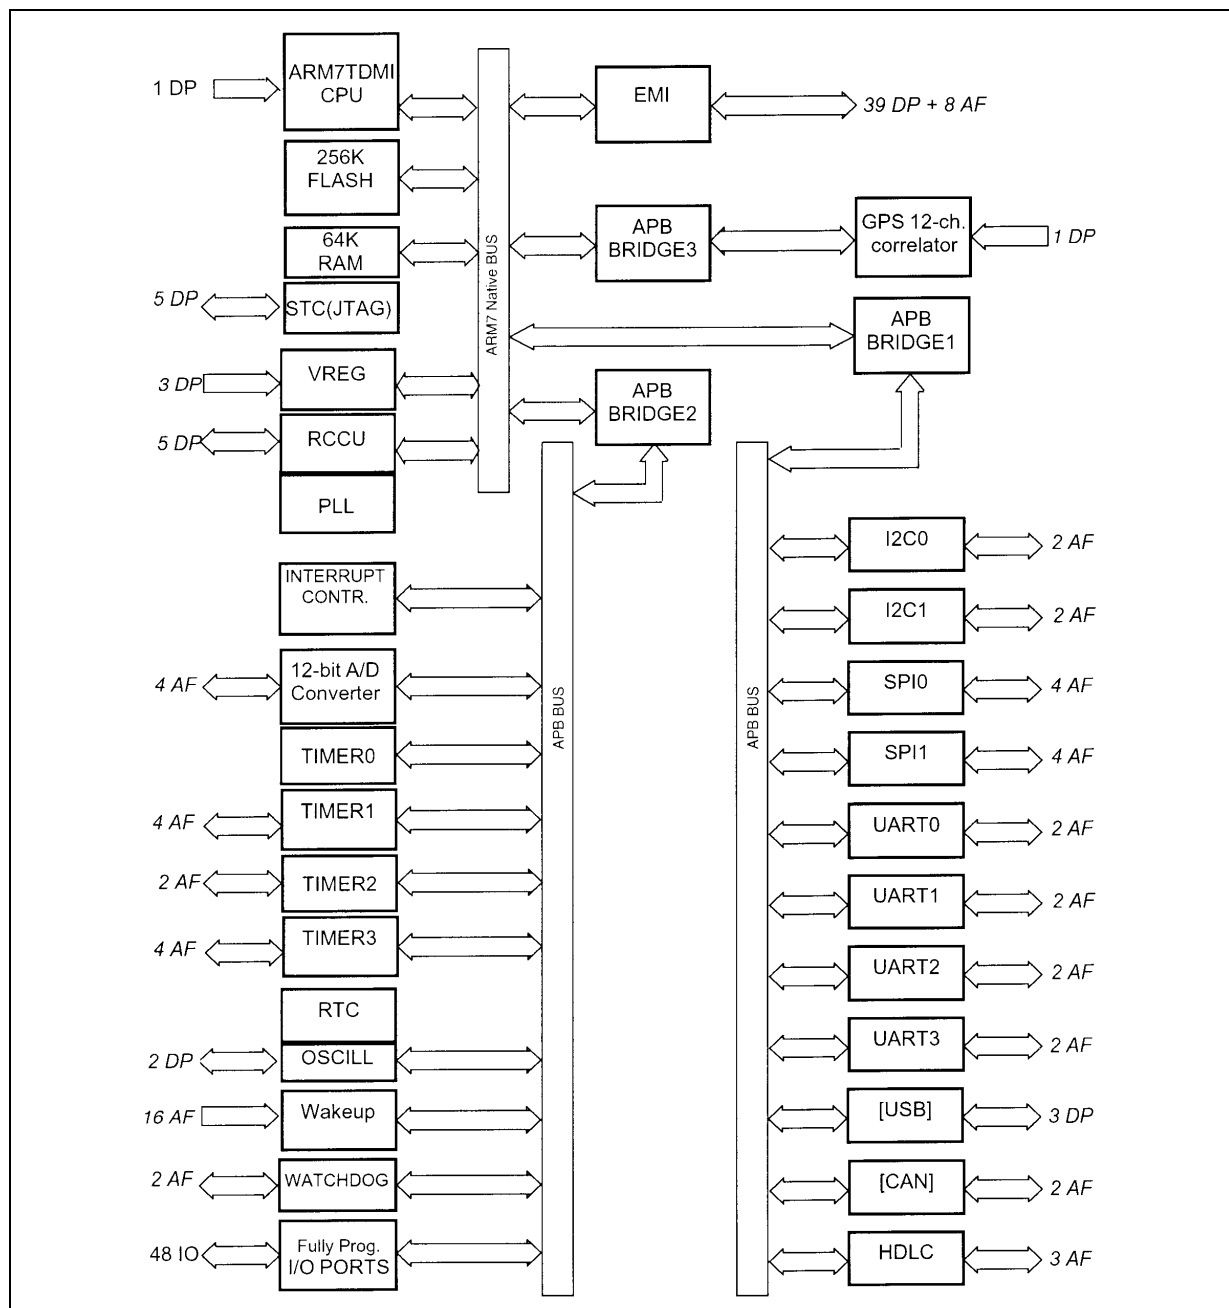 1 DP
ARM7TDMI
CPU
256K
FLASH
64K
RAM
5 DP
STC(JTAG)
3 DP
VREG
5 DP
RCCU
PLL
ARM7 Native BUS
EMI
39 DP + 8 AF
APB
BRIDGE3
GPS 12-ch.
correlator
1 DP
APB
BRIDGE1
APB
BRIDGE2
INTERRUPT
CONTR.
4 AF
12-bit A/D
Converter
TIMER0
4 AF
TIMER1
2 AF
TIMER2
4 AF
TIMER3
RTC
2 DP
OSCILL
16 AF
Wakeup
2 AF
WATCHDOG
48 IO
Fully Prog.
I/O PORTS
APB BUS
APB BUS
I2C0
2 AF
I2C1
2 AF
SPI0
4 AF
SPI1
4 AF
UART0
2 AF
UART1
2 AF
UART2
2 AF
UART3
2 AF
[USB]
3 DP
[CAN]
2 AF
HDLC
3 AF